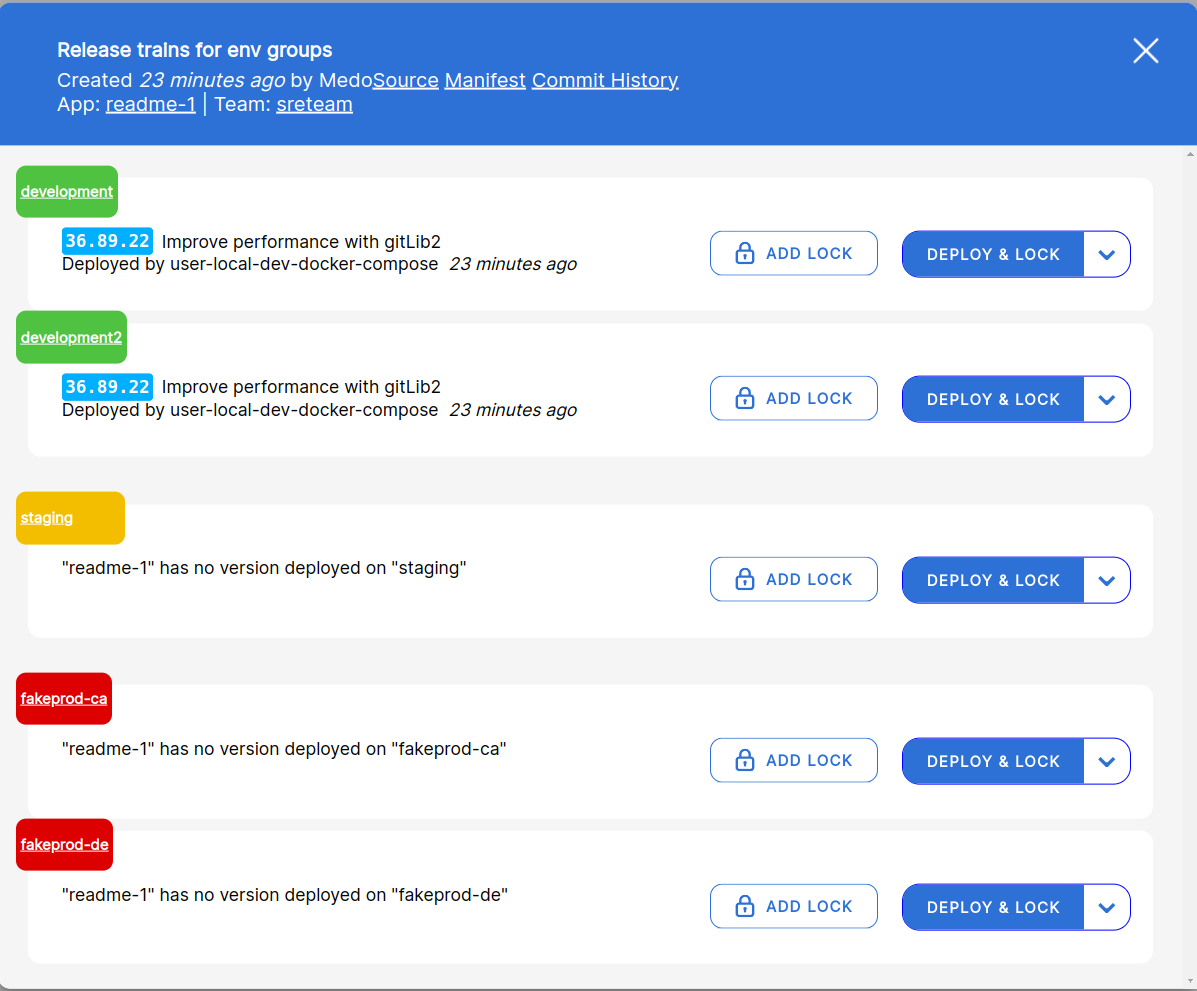 Release trains for env groups
Created 23 minutes ago by MedoSource Manifest Commit History
App: readme-1 | Team: sreteam
development
36.89.22 Improve performance with gitLib2
Deployed by user-local-dev-docker-compose 23 minutes ago
ADD LOCK
DEPLOY & LOCK
development2
36.89.22 Improve performance with gitLib2
Deployed by user-local-dev-docker-compose 23 minutes ago
ADD LOCK
DEPLOY & LOCK
staging
"readme-1" has no version deployed on "staging"
ADD LOCK
DEPLOY & LOCK
fakeprod-ca
"readme-1" has no version deployed on "fakeprod-ca"
ADD LOCK
DEPLOY & LOCK
fakeprod-de
"readme-1" has no version deployed on "fakeprod-de"
ADD LOCK
DEPLOY & LOCK